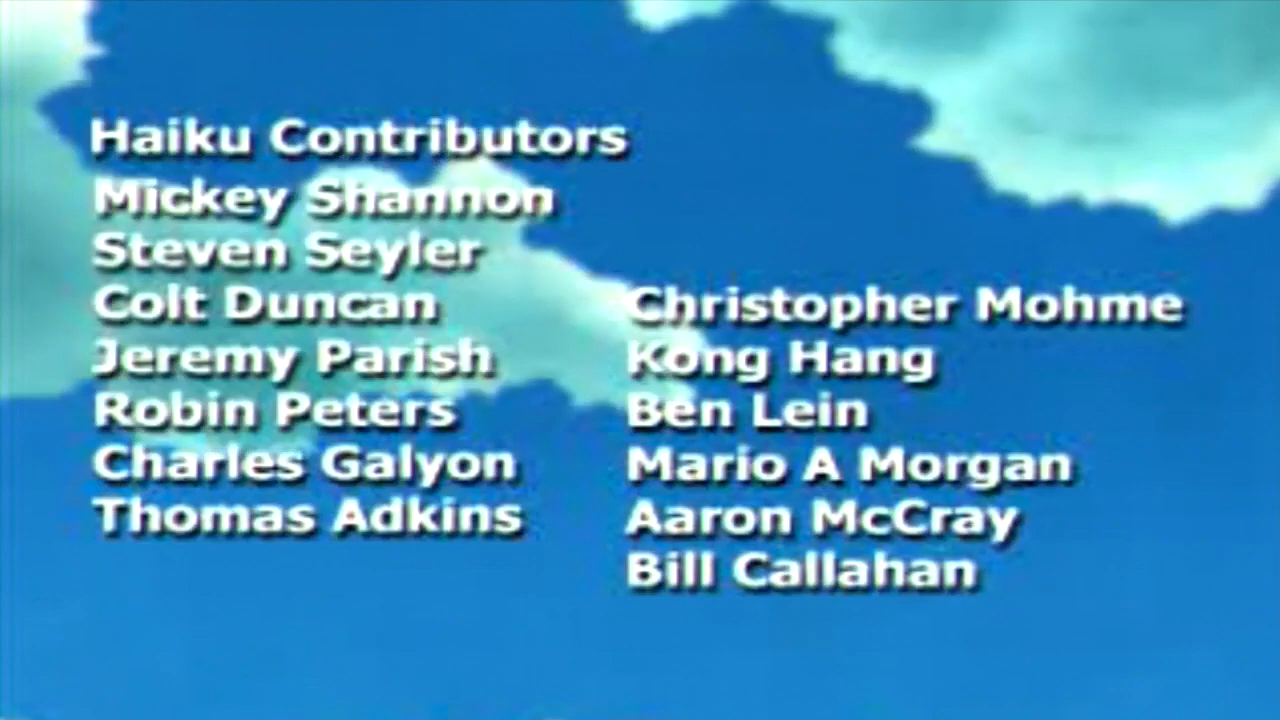 Haiku Contributors
Mickey Shannon
Steven Seyler
Colt Duncan
Jeremy Parish
Robin Peters
Charles Galyon
Thomas Adkins
Christopher Mohme
Kong Hang
Ben Lein
Mario A Morgan
Aaron McCray
Bill Callahan